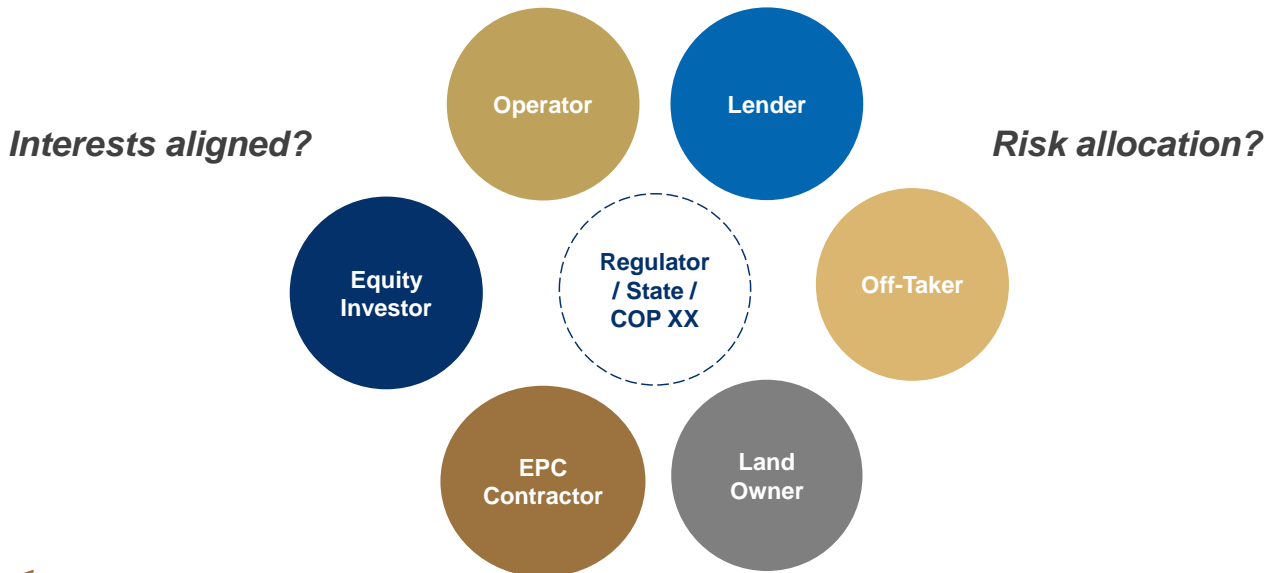 Operator
Lender
Interests aligned?
Risk allocation?
Equity
Investor
Regulator
/ State /
COP XX
Off-Taker
EPC
Contractor
Land
Owner